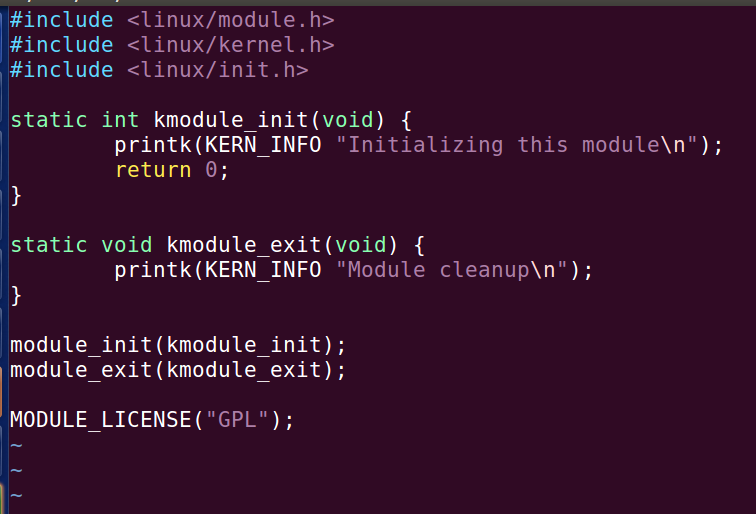 #include <linux/module.h>
#include <linux/kernel.h>
#include <linux/init.h>

static int kmodule_init(void) {
        printk(KERN_INFO "Initializing this module\n");
        return 0;
}

static void kmodule_exit(void) {
        printk(KERN_INFO "Module cleanup\n");
}

module_init(kmodule_init);
module_exit(kmodule_exit);

MODULE_LICENSE("GPL");
~
~
~